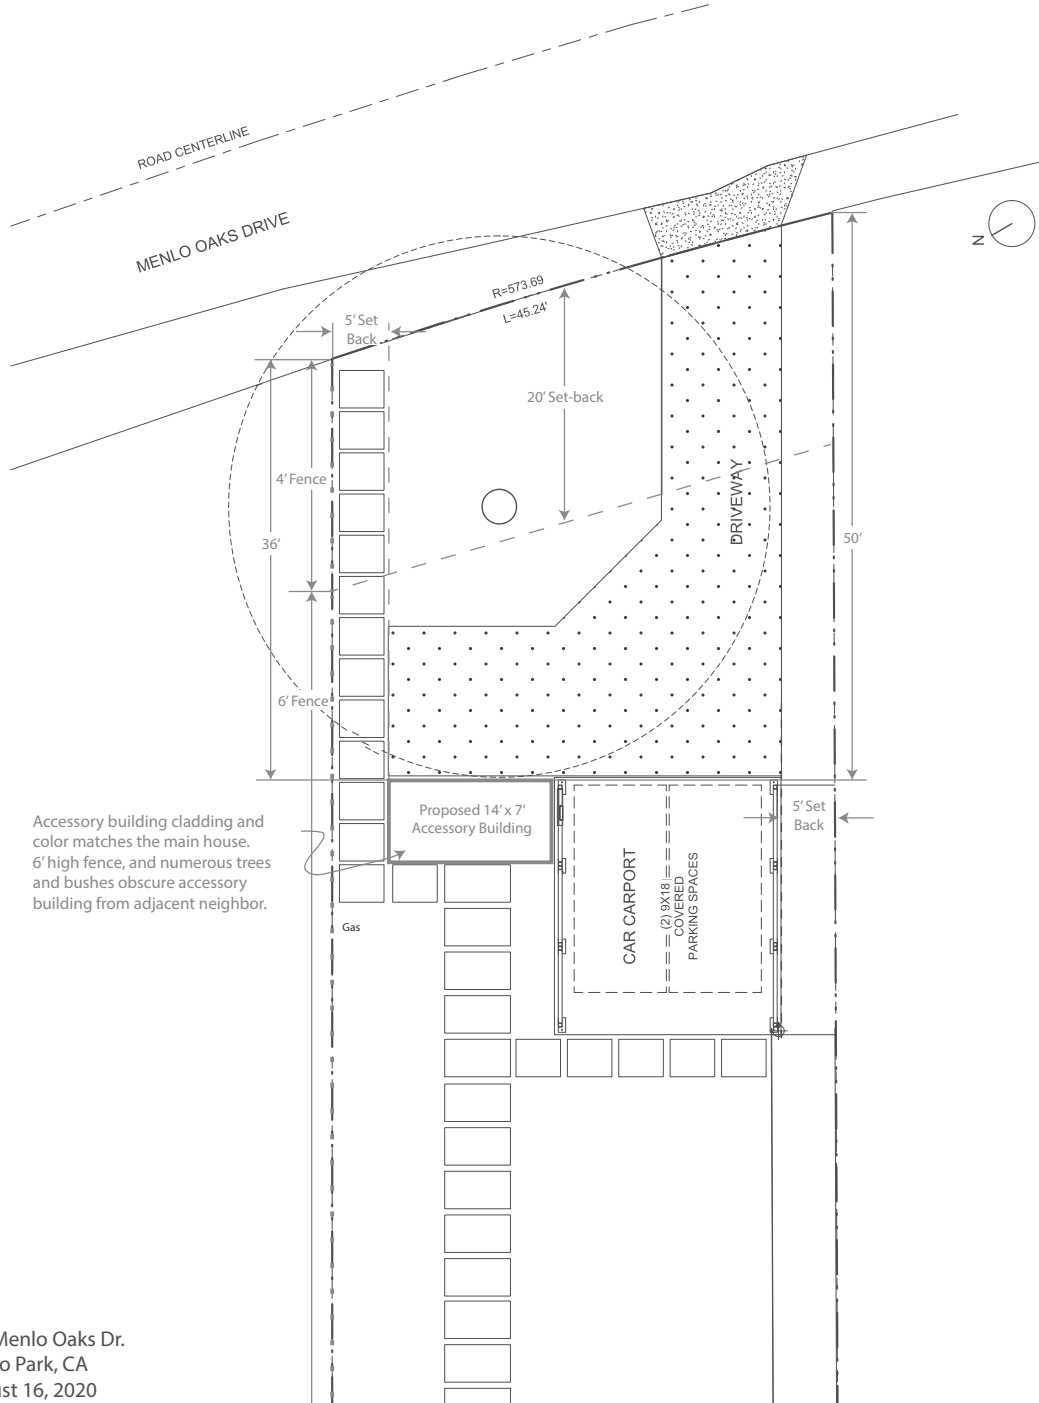 ROAD CENTERLINE
MENLO OAKS DRIVE
N
R=573.69
L=45.24'
5' Set
Back
20' Set-back
4' Fence
DRIVEWAY
36'
50'
6' Fence
Proposed 14' x 7'
Accessory Building
5' Set
Back
Accessory building cladding and
color matches the main house.
6' high fence, and numerous trees
and bushes obscure accessory
building from adjacent neighbor.
CAR CARPORT
(2) 9X18
COVERED
PARKING SPACES
Gas
Menlo Oaks Dr.
o Park, CA
ust 16, 2020